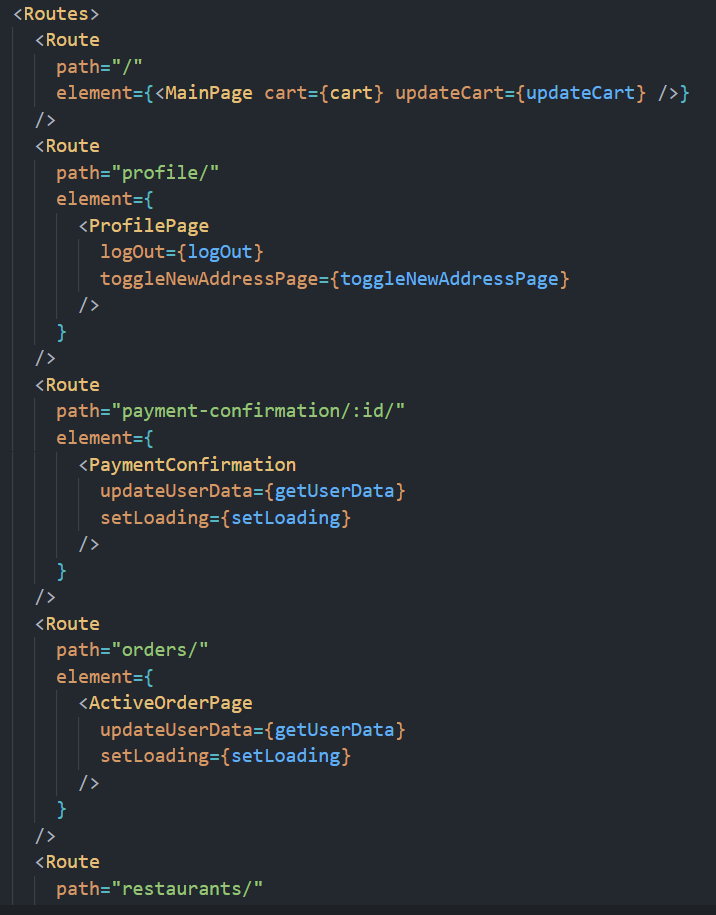 <Routes>
<Route
path="/"
element={<MainPage cart={cart} updateCart={updateCart} />}
/>
<Route
path="profile/"
element={
<ProfilePage
logOut={logOut}
toggleNewAddressPage={toggleNewAddressPage}
/>
}
/>
<Route
path="payment-confirmation/:id/"
element={
<PaymentConfirmation
updateUserData={getUserData}
setLoading={setLoading}
/>
}
/>
<Route
path="orders/"
element={
<ActiveOrderPage
updateUserData={getUserData}
setLoading={setLoading}
/>
}
/>
<Route
path="restaurants/"